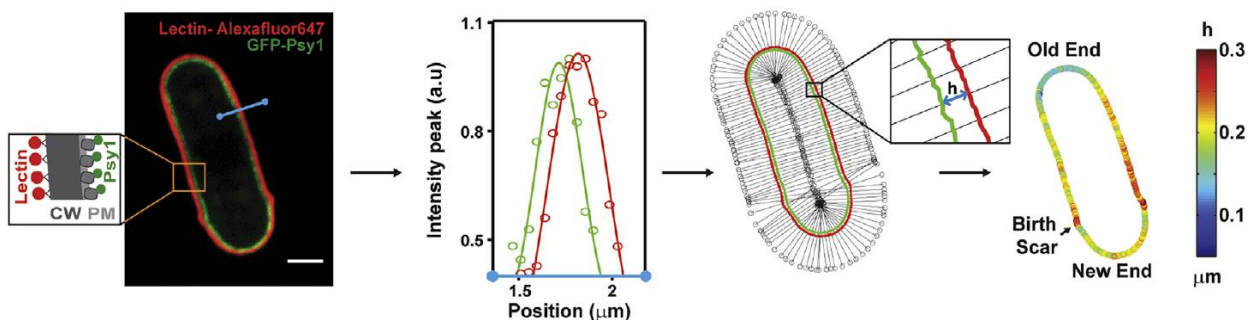 Lectin- Alexafluor647
GFP-Psy1
Lectin
Psy1
CW PM
Intensity peak (a.u)
1.1
0.8
0.5
1.5
2
Position (μm)
h
Old End
Birth
Scar
New End
h
0.3
0.2
0.1
μm